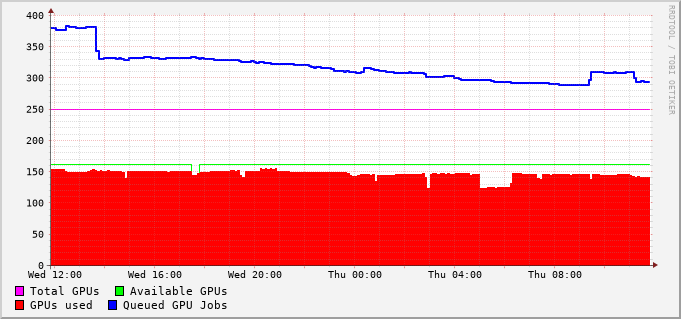 400
350
300
250
200
150
100
50
0
Wed 12:00 Wed 16:00 Wed 20:00 Thu 00:00 Thu 04:00 Thu 08:00
Total GPUs Available GPUs
GPUs used Queued GPU Jobs
RRDTOOL / TOBI OETIKER